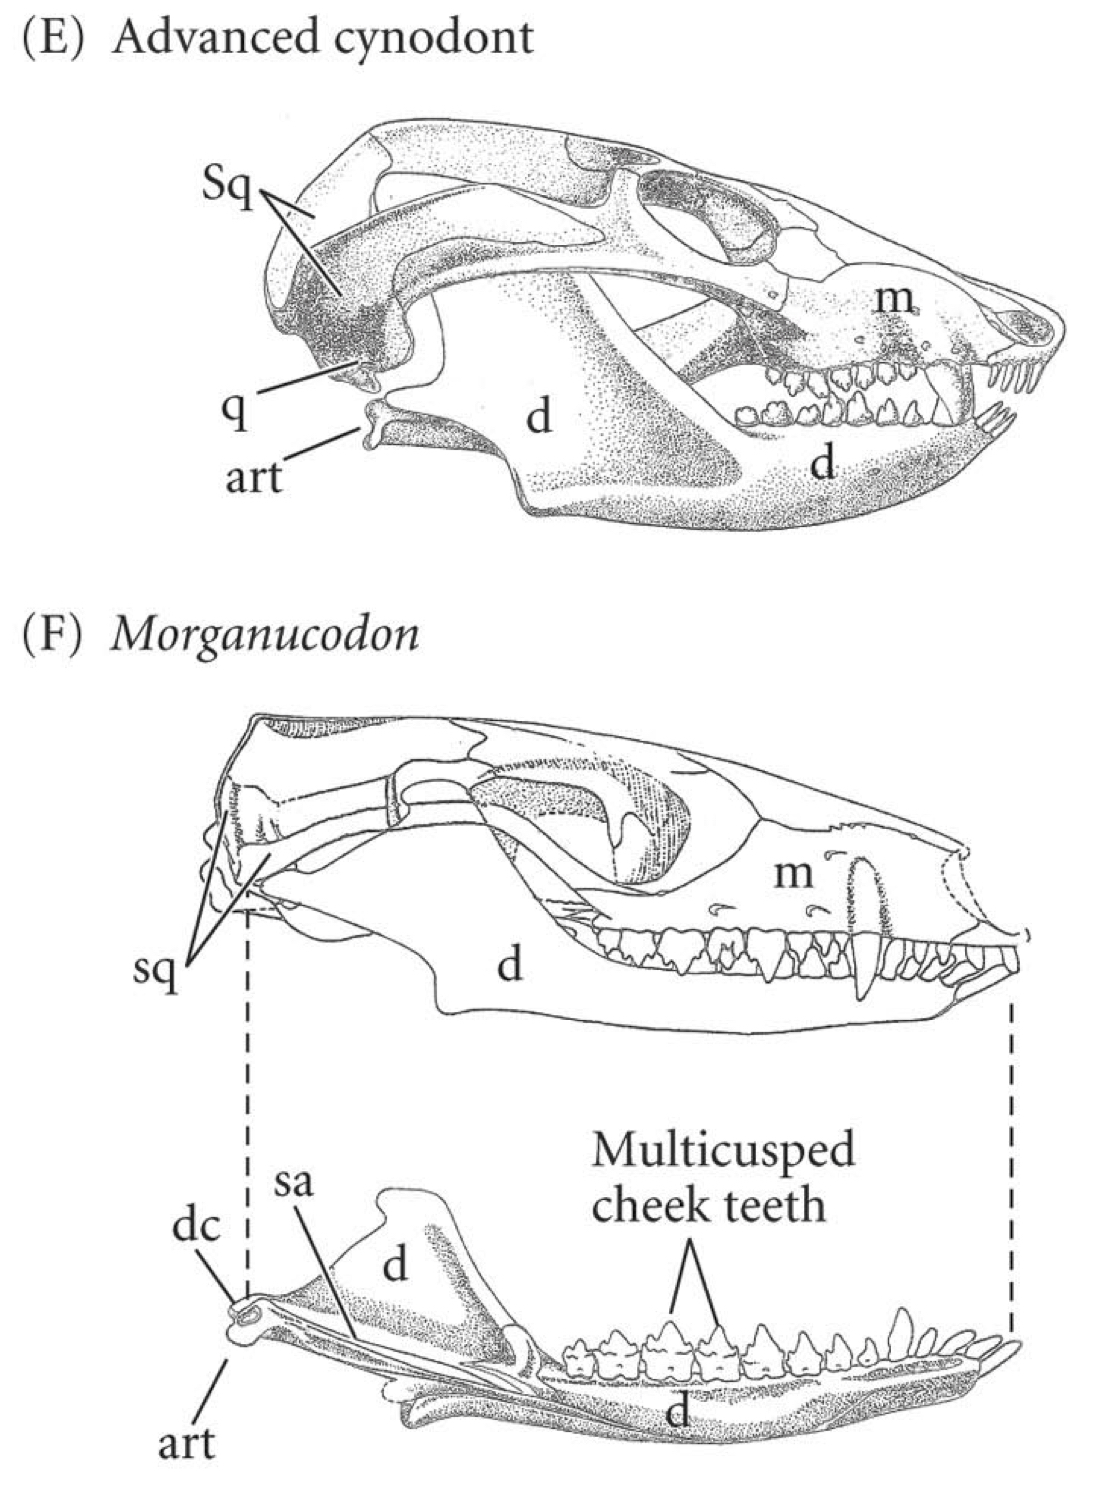 (E) Advanced cynodont
Sq
m
q
d
art
d
(F) Morganucodon
m
sq
d
Multicusped
cheek teeth
sa
dc
d
d
art